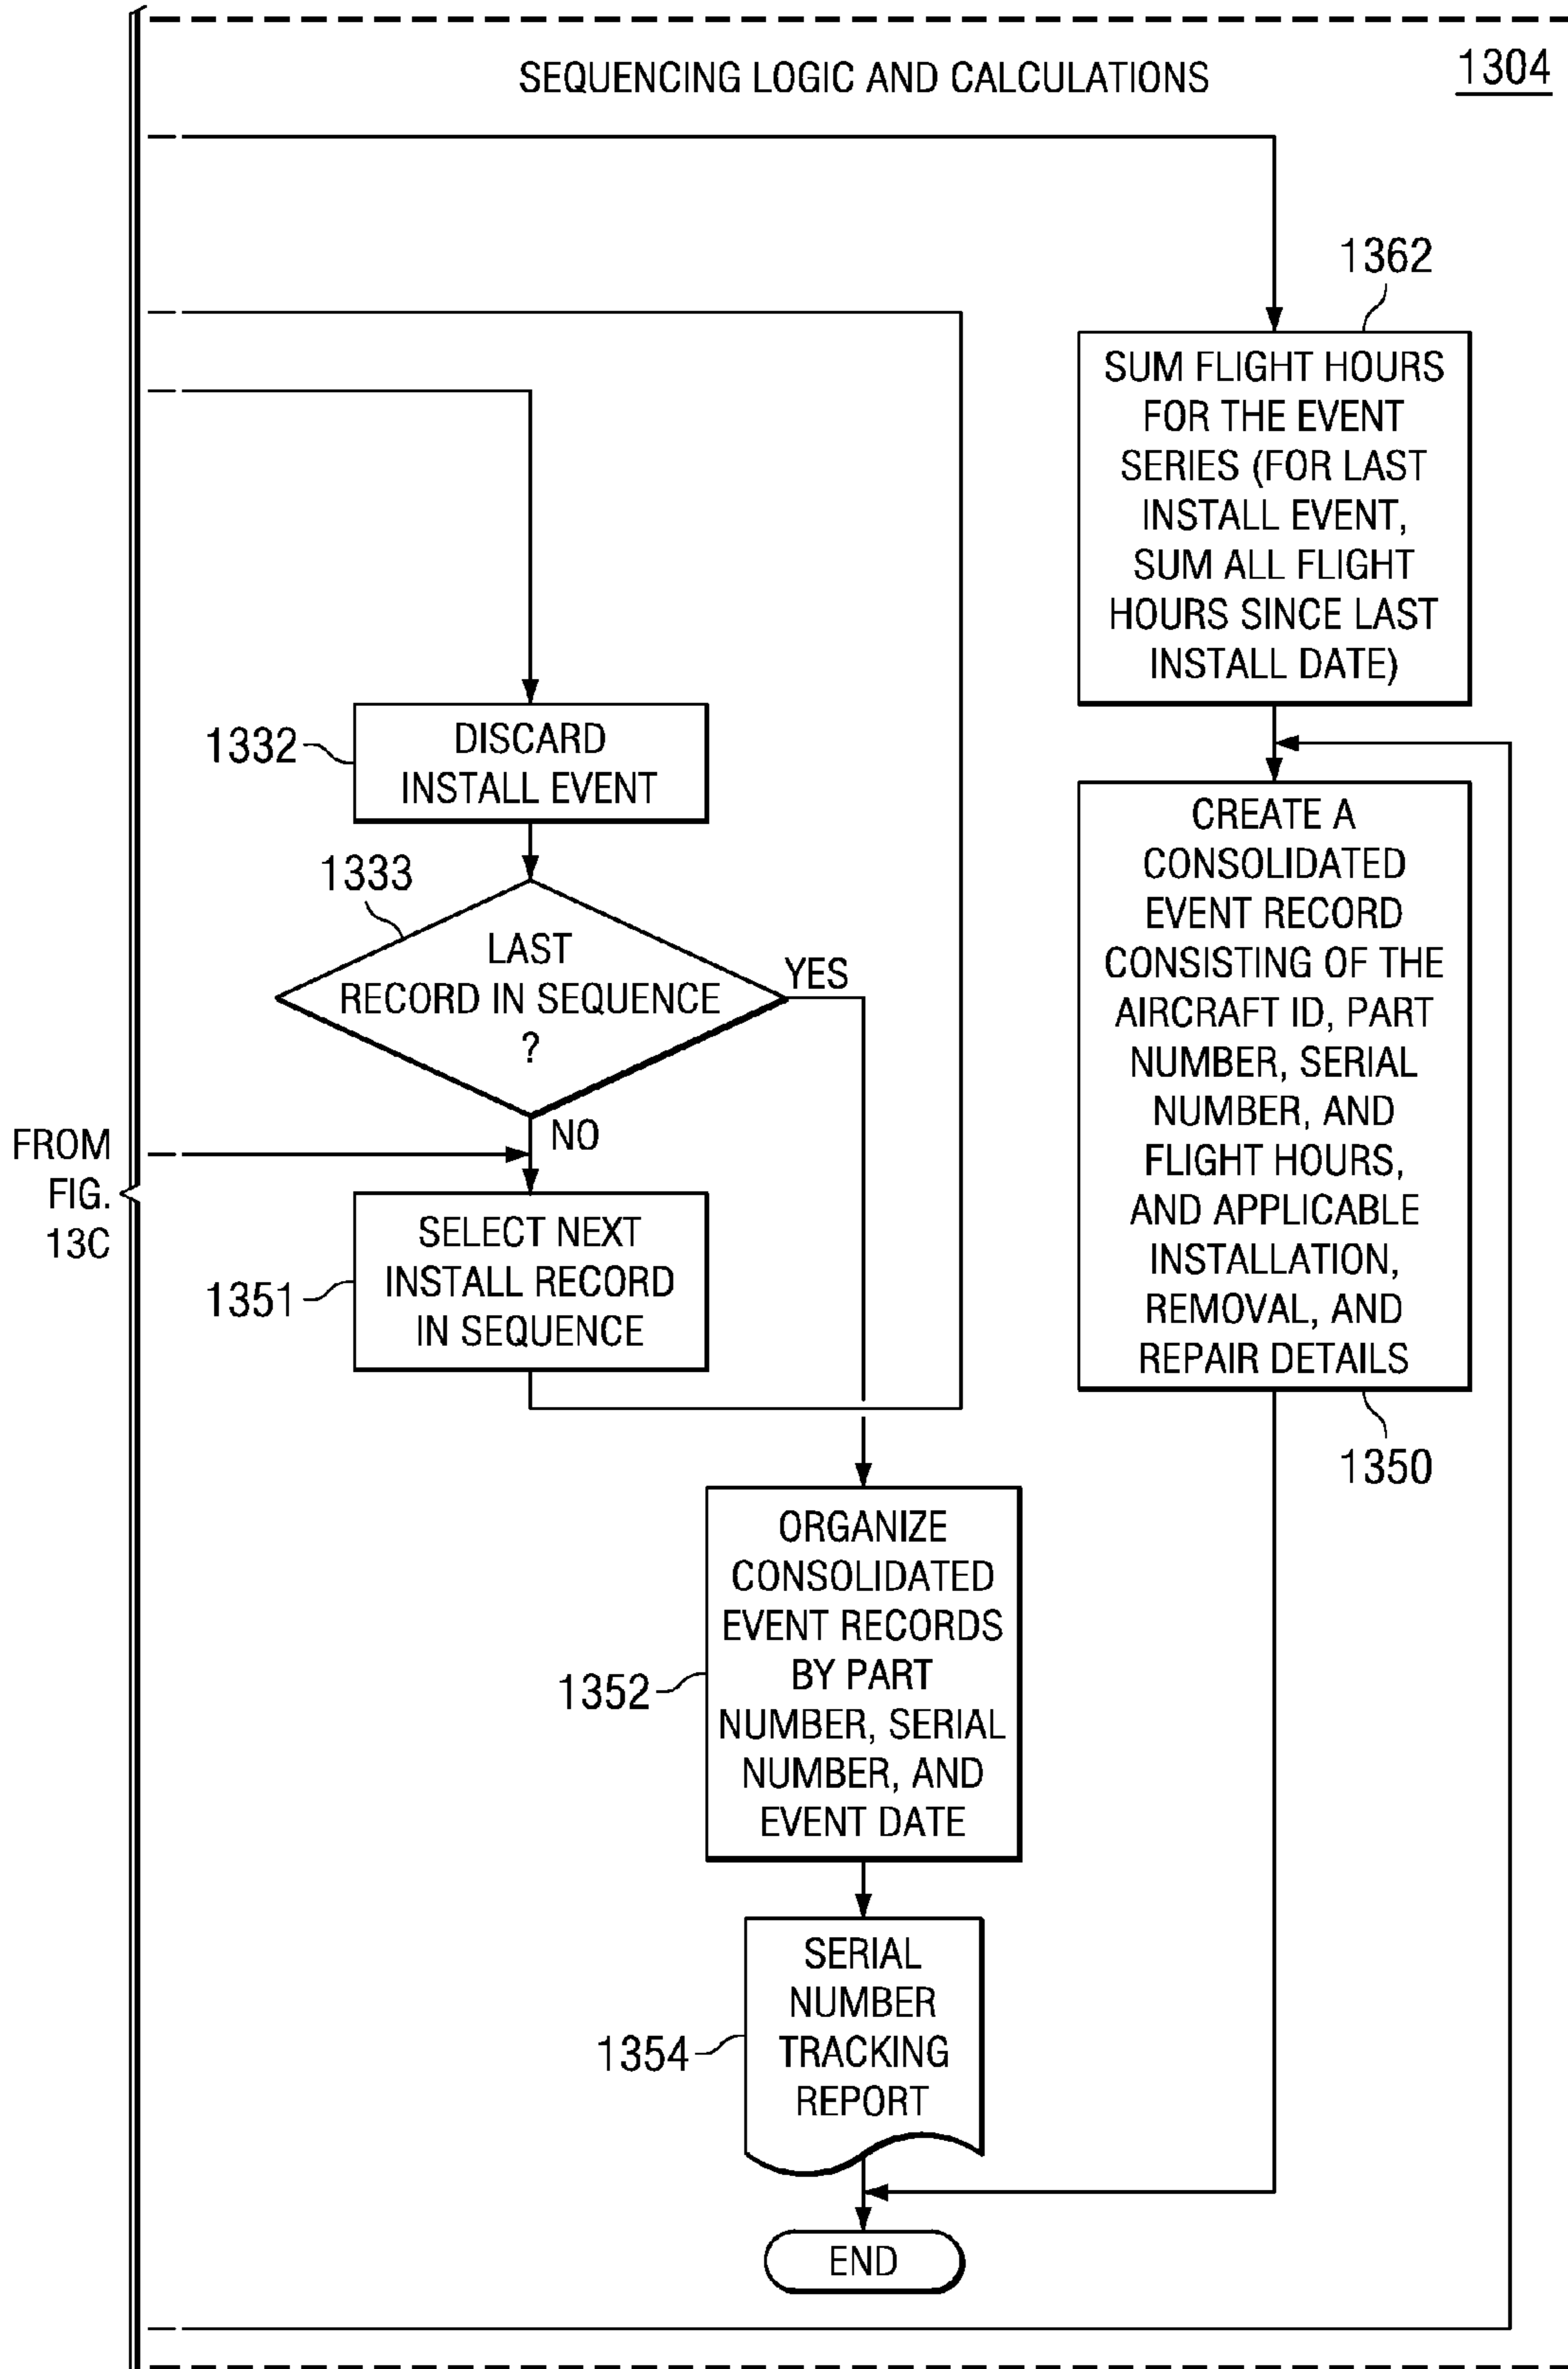 SEQUENCING LOGIC AND CALCULATIONS
1304
1362
SUM FLIGHT HOURS
FOR THE EVENT
SERIES (FOR LAST
INSTALL EVENT,
SUM ALL FLIGHT
HOURS SINCE LAST
INSTALL DATE)
1332
DISCARD
INSTALL EVENT
1333
LAST
RECORD IN SEQUENCE
?
YES
NO
FROM
FIG.
13C
1351
SELECT NEXT
INSTALL RECORD
IN SEQUENCE
CREATE A
CONSOLIDATED
EVENT RECORD
CONSISTING OF THE
AIRCRAFT ID, PART
NUMBER, SERIAL
NUMBER, AND
FLIGHT HOURS,
AND APPLICABLE
INSTALLATION,
REMOVAL, AND
REPAIR DETAILS
1350
1352
ORGANIZE
CONSOLIDATED
EVENT RECORDS
BY PART
NUMBER, SERIAL
NUMBER, AND
EVENT DATE
1354
SERIAL
NUMBER
TRACKING
REPORT
END